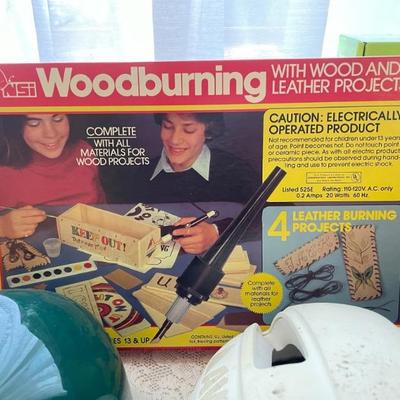 NSI
Woodburning
WITH WOOD AND
LEATHER PROJECTS
COMPLETE
WITH ALL
MATERIALS FOR
WOOD PROJECTS
CAUTION: ELECTRICALLY
OPERATED PRODUCT
Not recommended for children under 13 years
of age. Point becomes hot. Do not touch point
or ceramic piece. As with all electric products
precautions should be observed during hand-
ling and use to prevent electric shock.
Listed 525E Rating: 110-120V. A.C. only
0.2 Amps 20 Watts 60 Hz.
4 LEATHER BURNING
PROJECTS
KEEP OUT!
U
Complete
with all
materials for
leather
projects
ES 13 & UP
CONTAINS: